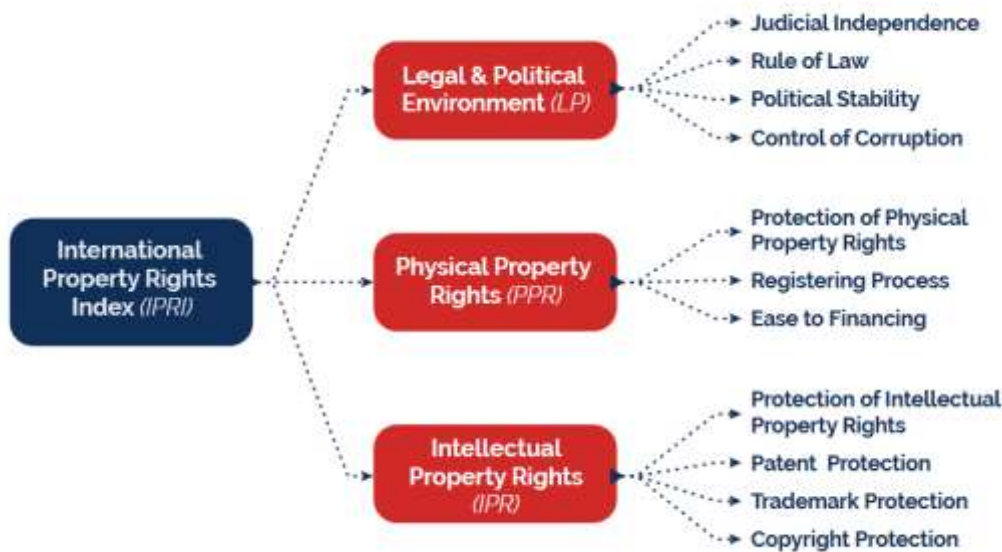 International
Property Rights
Index (IPRI)
Legal & Political
Environment (LP)
Judicial Independence
Rule of Law
Political Stability
Control of Corruption
Physical Property
Rights (PPR)
Protection of Physical
Property Rights
Registering Process
Ease to Financing
Intellectual
Property Rights
(IPR)
Protection of Intellectual
Property Rights
Patent Protection
Trademark Protection
Copyright Protection